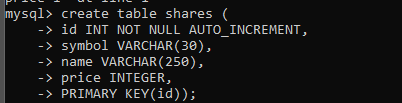 mysql> create table shares (
-> id INT NOT NULL AUTO_INCREMENT,
-> symbol VARCHAR(30),
-> name VARCHAR(250),
-> price INTEGER,
-> PRIMARY KEY(id));